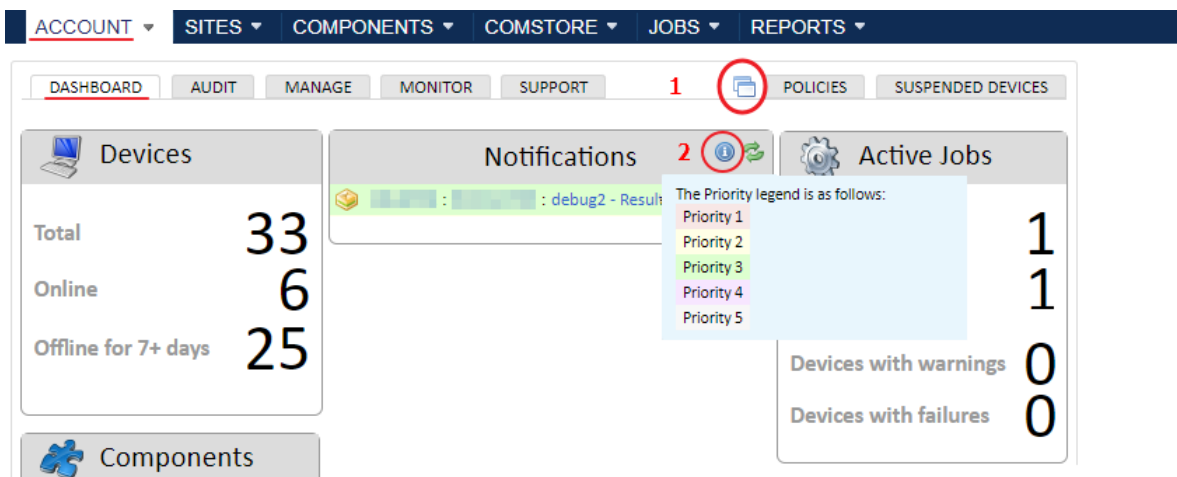 ACCOUNT SITES COMPONENTS COMSTORE JOBS REPORTS
DASHBOARD AUDIT MANAGE MONITOR SUPPORT 1 POLICIES SUSPENDED DEVICES
Devices
Total 33
Online 6
Offline for 7+ days 25
Components
Notifications 2
: : debug2 - Result
The Priority legend is as follows:
Priority 1
Priority 2
Priority 3
Priority 4
Priority 5
Active Jobs
1
1
Devices with warnings 0
Devices with failures 0